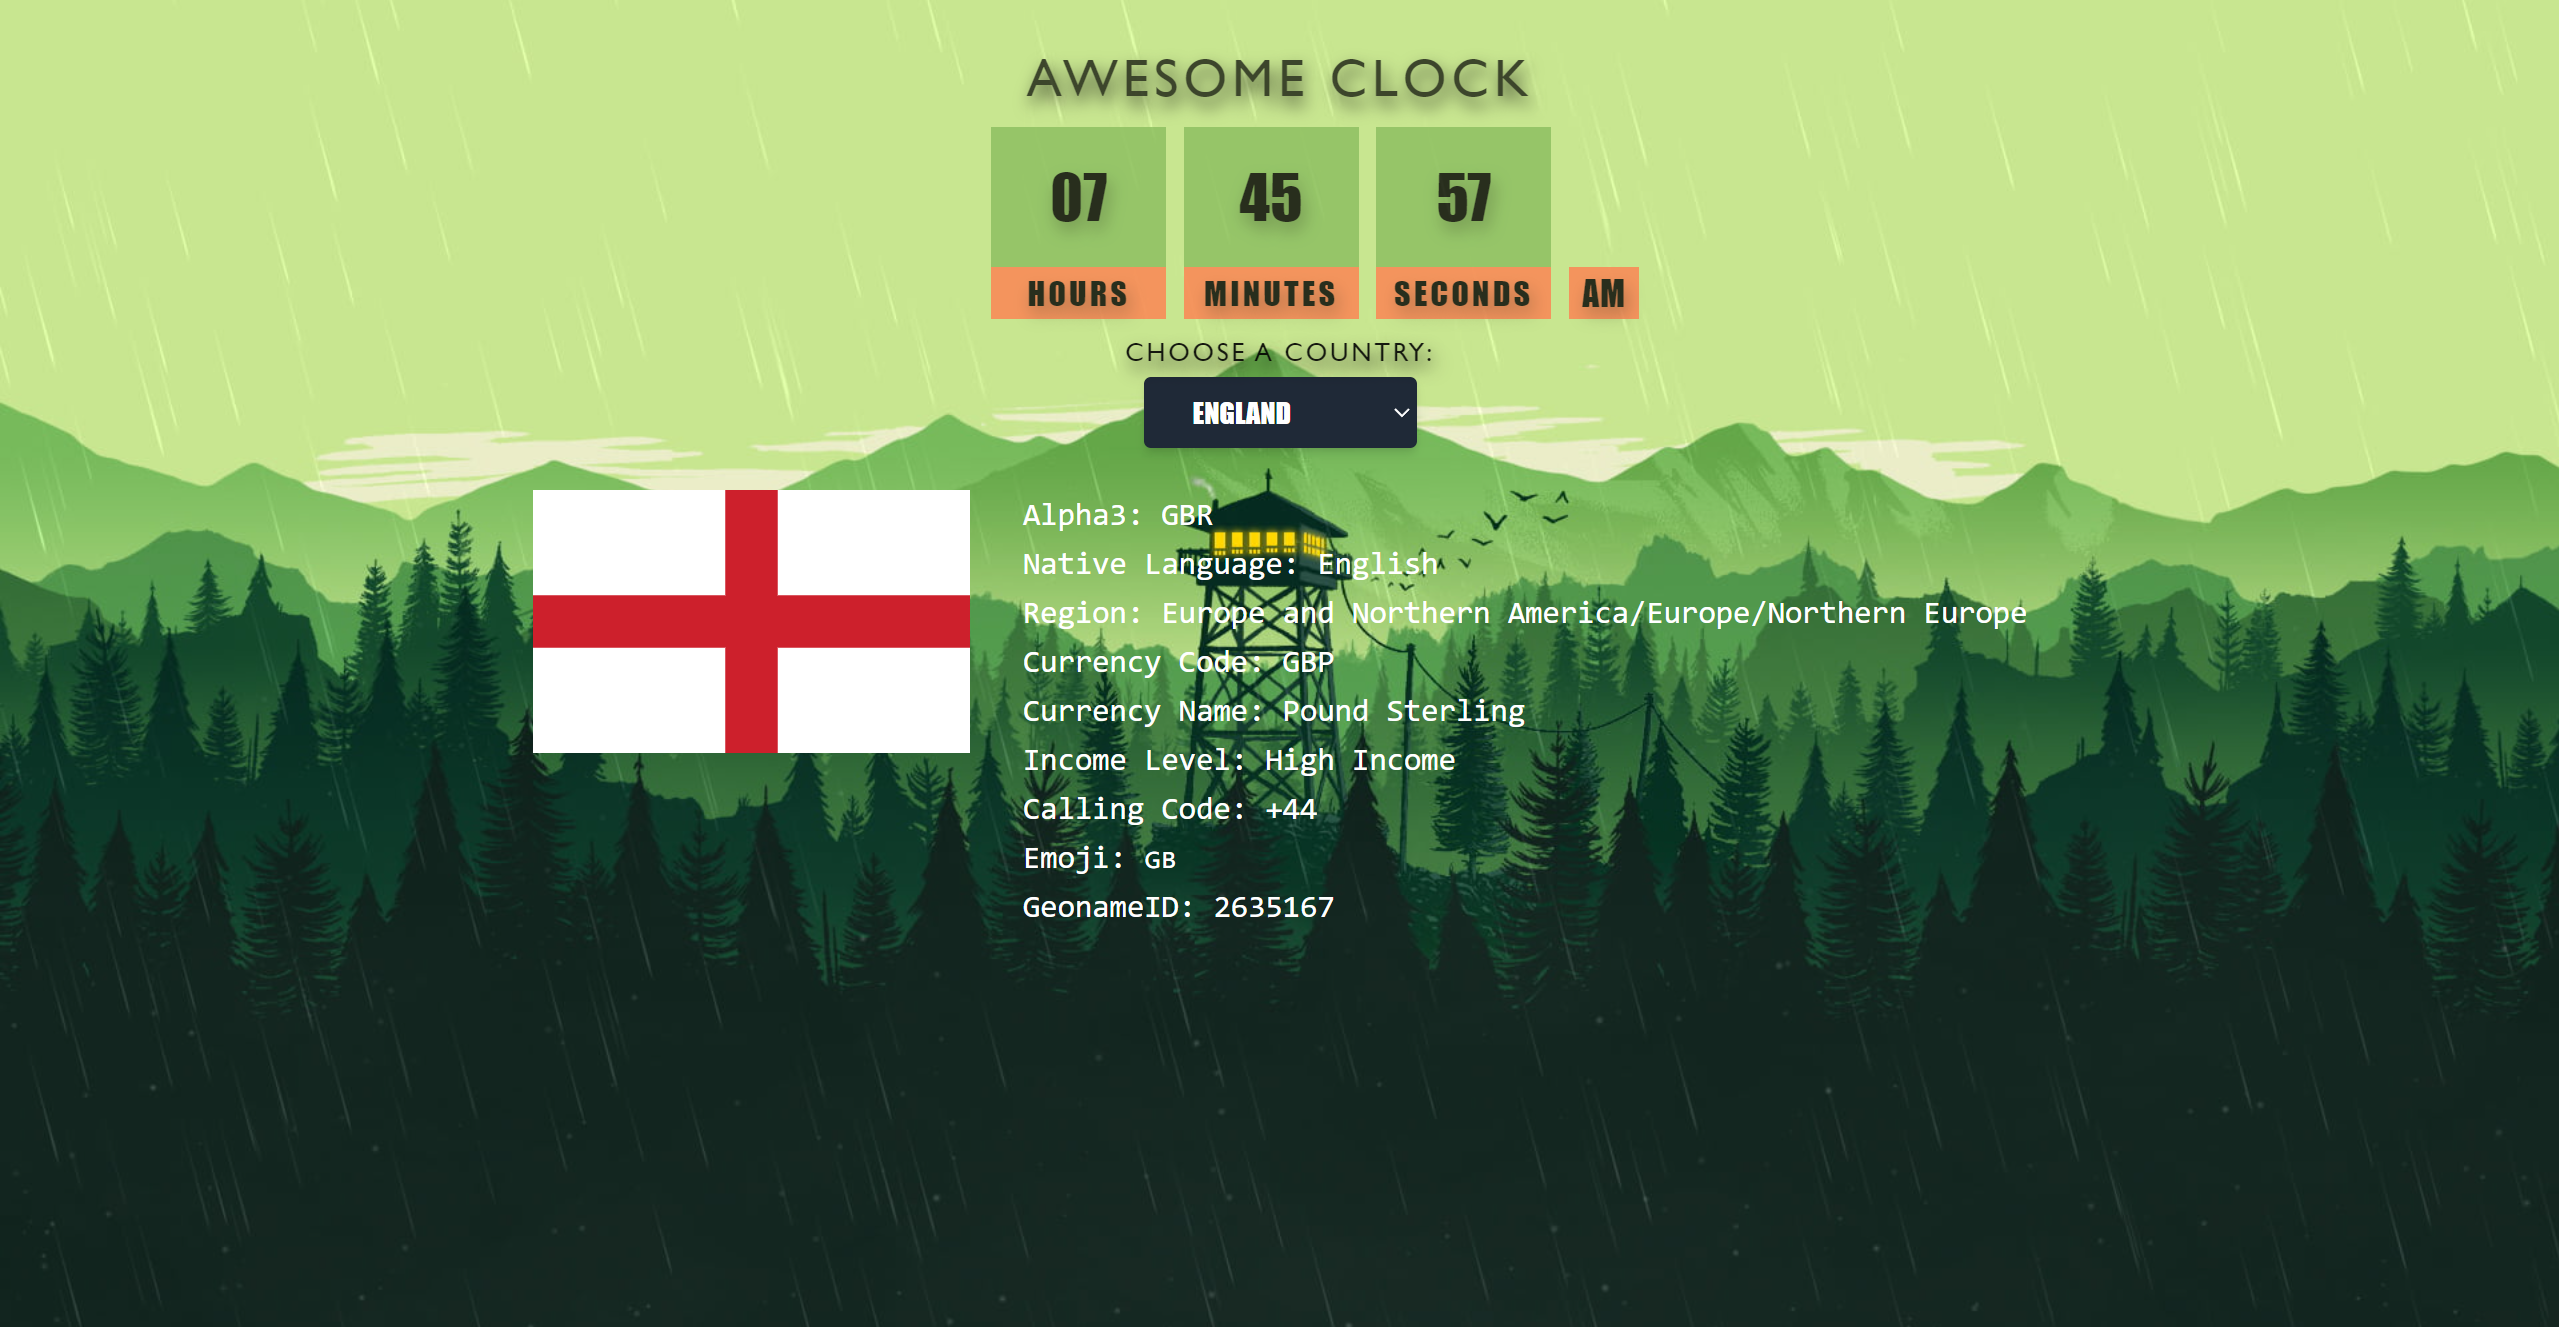 AWESOME CLOCK
07 45 57
HOURS MINUTES SECONDS AM
CHOOSE A COUNTRY:
ENGLAND
Alpha3: GBR
Native Language: English
Region: Europe and Northern America/Europe/Northern Europe
Currency Code: GBP
Currency Name: Pound Sterling
Income Level: High Income
Calling Code: +44
Emoji: GB
GeonameID: 2635167